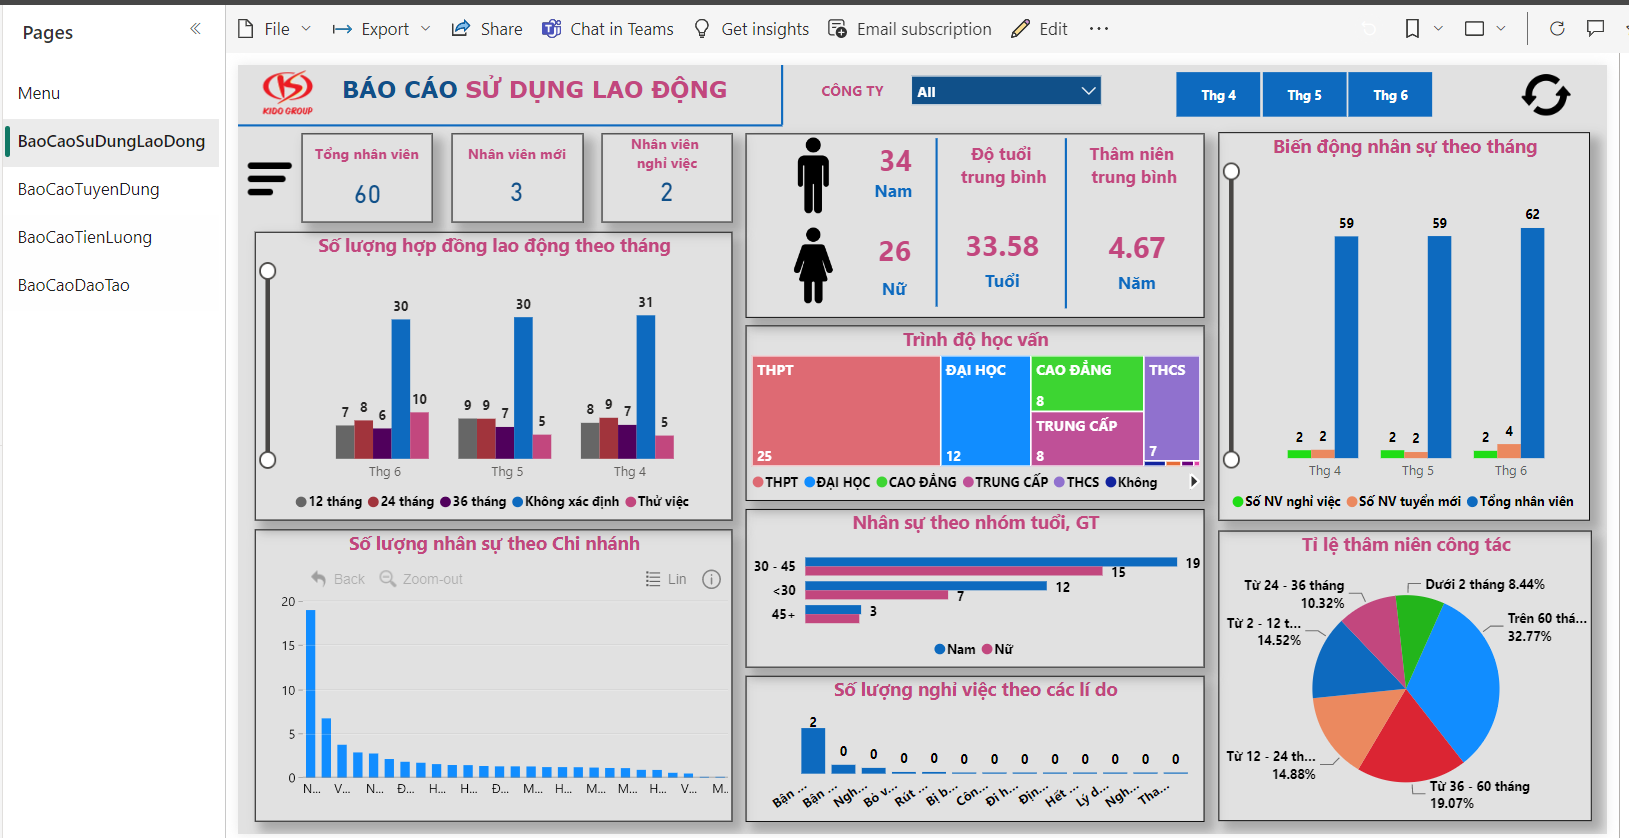 Pages
Menu
BaoCaoSuDungLaoDong
BaoCaoTuyenDung
BaoCaoTienLuong
BaoCaoDaoTao
File
Export
Share
Chat in Teams
Get insights
Email subscription
Edit
KIDO GROUP
BÁO CÁO SỬ DỤNG LAO ĐỘNG
CÔNG TY
All
Thg 4
Thg 5
Thg 6
Tổng nhân viên
60
Nhân viên mới
3
Nhân viên
nghỉ việc
2
34
Nam
26
Nữ
Độ tuổi
trung bình
33.58
Tuổi
Thâm niên
trung bình
4.67
Năm
Biến động nhân sự theo tháng
2 2 59
2 2 59
2 4 62
Thg 4 Thg 5 Thg 6
Số NV nghỉ việc Số NV tuyển mới Tổng nhân viên
Số lượng hợp đồng lao động theo tháng
7 8 6 30 10
9 9 7 30 5
8 9 7 31 5
Thg 6 Thg 5 Thg 4
12 tháng 24 tháng 36 tháng Không xác định Thử việc
Trình độ học vấn
THPT
25
ĐẠI HỌC
12
CAO ĐẲNG
8
TRUNG CẤP
8
THCS
7
THPT ĐẠI HỌC CAO ĐẲNG TRUNG CẤP THCS Không
Nhân sự theo nhóm tuổi, GT
30 - 45 19 15
<30 12 7
45+ 3
Nam Nữ
Số lượng nhân sự theo Chi nhánh
Back Zoom-out Lin
20
15
10
5
0
N... V... N... Đ... H... H... Đ... M... H... M... M... H... V... M..
Số lượng nghỉ việc theo các lí do
2 0 0 0 0 0 0 0 0 0 0 0 0
Bận ... Bận ... Ngh... Bỏ v... Rút ... Bị b... Côn... Đi h... Địn... Hết ... Lý d... Ngh... Tha...
Tỉ lệ thâm niên công tác
Dưới 2 tháng 8.44%
Trên 60 thá...
32.77%
Từ 36 - 60 tháng
19.07%
Từ 12 - 24 th...
14.88%
Từ 2 - 12 t...
14.52%
Từ 24 - 36 tháng
10.32%